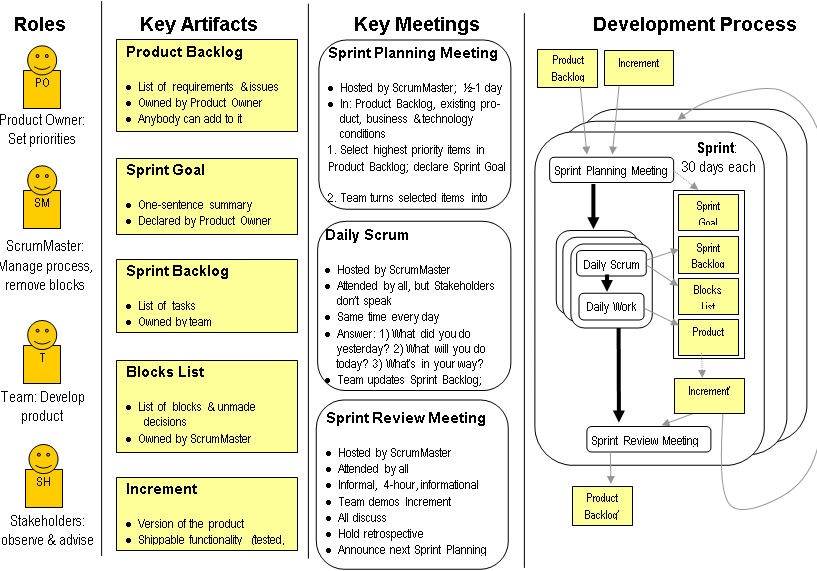 Roles
PO
Product Owner:
Set priorities
SM
ScrumMaster:
Manage process,
remove blocks
T
Team: Develop
product
SH
Stakeholders:
observe & advise
Key Artifacts
Product Backlog
● List of requirements & issues
● Owned by Product Owner
● Anybody can add to it
Sprint Goal
● One-sentence summary
● Declared by Product Owner
Sprint Backlog
● List of tasks
● Owned by team
Blocks List
● List of blocks & unmade
decisions
● Owned by ScrumMaster
Increment
● Version of the product
● Shippable functionality (tested,
Key Meetings
Sprint Planning Meeting
● Hosted by ScrumMaster; ½-1 day
● In: Product Backlog, existing pro-
duct, business & technology
conditions
1. Select highest priority items in
Product Backlog; declare Sprint Goal
2. Team turns selected items into
Daily Scrum
● Hosted by ScrumMaster
● Attended by all, but Stakeholders
don't speak
● Same time every day
● Answer: 1) What did you do
yesterday? 2) What will you do
today? 3) What's in your way?
● Team updates Sprint Backlog;
Sprint Review Meeting
● Hosted by ScrumMaster
● Attended by all
● Informal, 4-hour, informational
● Team demos Increment
● All discuss
● Hold retrospective
● Announce next Sprint Planning
Development Process
Product
Backlog
Increment
Sprint:
30 days each
Sprint Planning Meeting
Sprint
Goal
Daily Scrum
Sprint
Backlog
Daily Work
Blocks
List
Product
Increment'
Sprint Review Meeting
Product
Backlog'